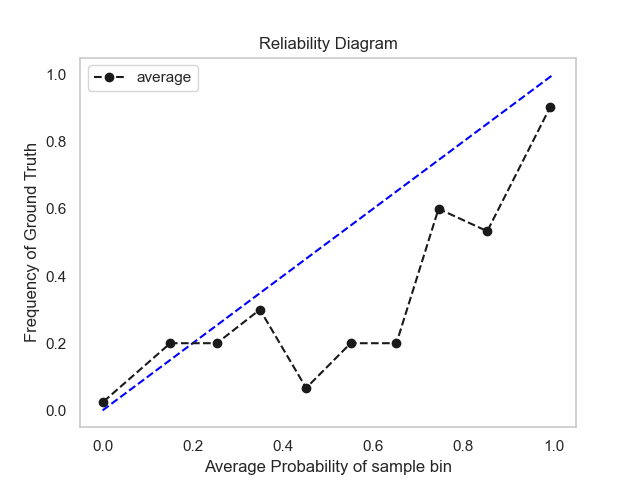 Reliability Diagram
average
Frequency of Ground Truth
1.0
0.8
0.6
0.4
0.2
0.0
0.0 0.2 0.4 0.6 0.8 1.0
Average Probability of sample bin